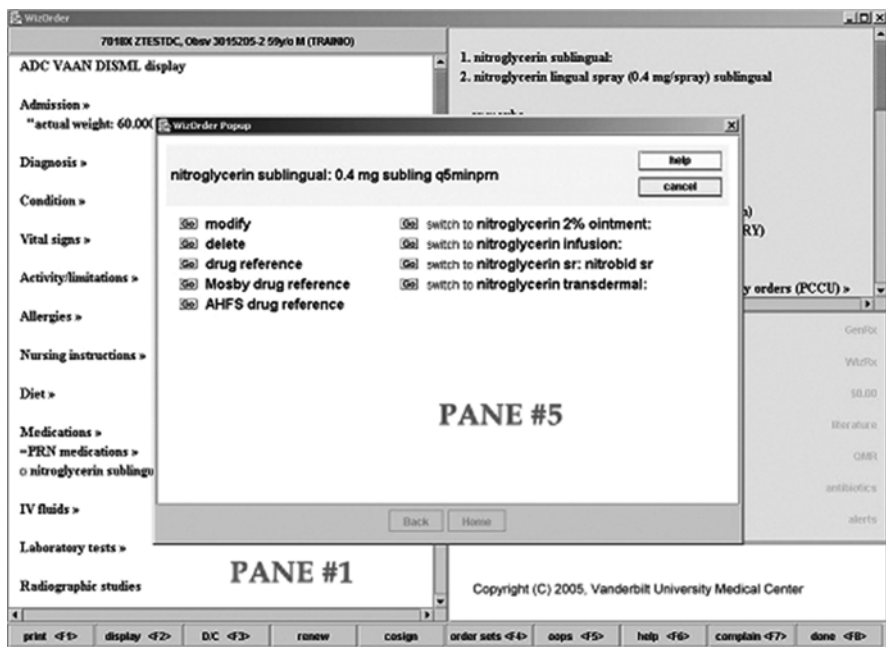 WizOrder
7018X ZTESTDC, Obsv 3015205-2 59y/o M (TRAINIO)
ADC VAAN DISML display
Admission »
"actual weight: 60.000
Diagnosis »
Condition »
Vital signs »
Activity/limitations »
Allergies »
Nursing instructions »
Diet »
Medications »
=PRN medications »
o nitroglycerin sublingu
IV fluids »
Laboratory tests »
Radiographic studies
PANE #1
1. nitroglycerin sublingual:
2. nitroglycerin lingual spray (0.4 mg/spray) sublingual
RY)
y orders (PCCU) »
WizOrder Popup
nitroglycerin sublingual: 0.4 mg subling q5minprn
help
cancel
Go modify
Go delete
Go drug reference
Go Mosby drug reference
Go AHFS drug reference
Go switch to nitroglycerin 2% ointment:
Go switch to nitroglycerin infusion:
Go switch to nitroglycerin sr: nitrobid sr
Go switch to nitroglycerin transdermal:
PANE #5
Back Home
GenRx
WizRx
$0.00
literature
OMR
antibiotics
alerts
Copyright (C) 2005, Vanderbilt University Medical Center
print <F1> display <F2> D/C <F3> renew cosign order sets <F4> oops <F5> help <F6> complain <F7> done <F8>